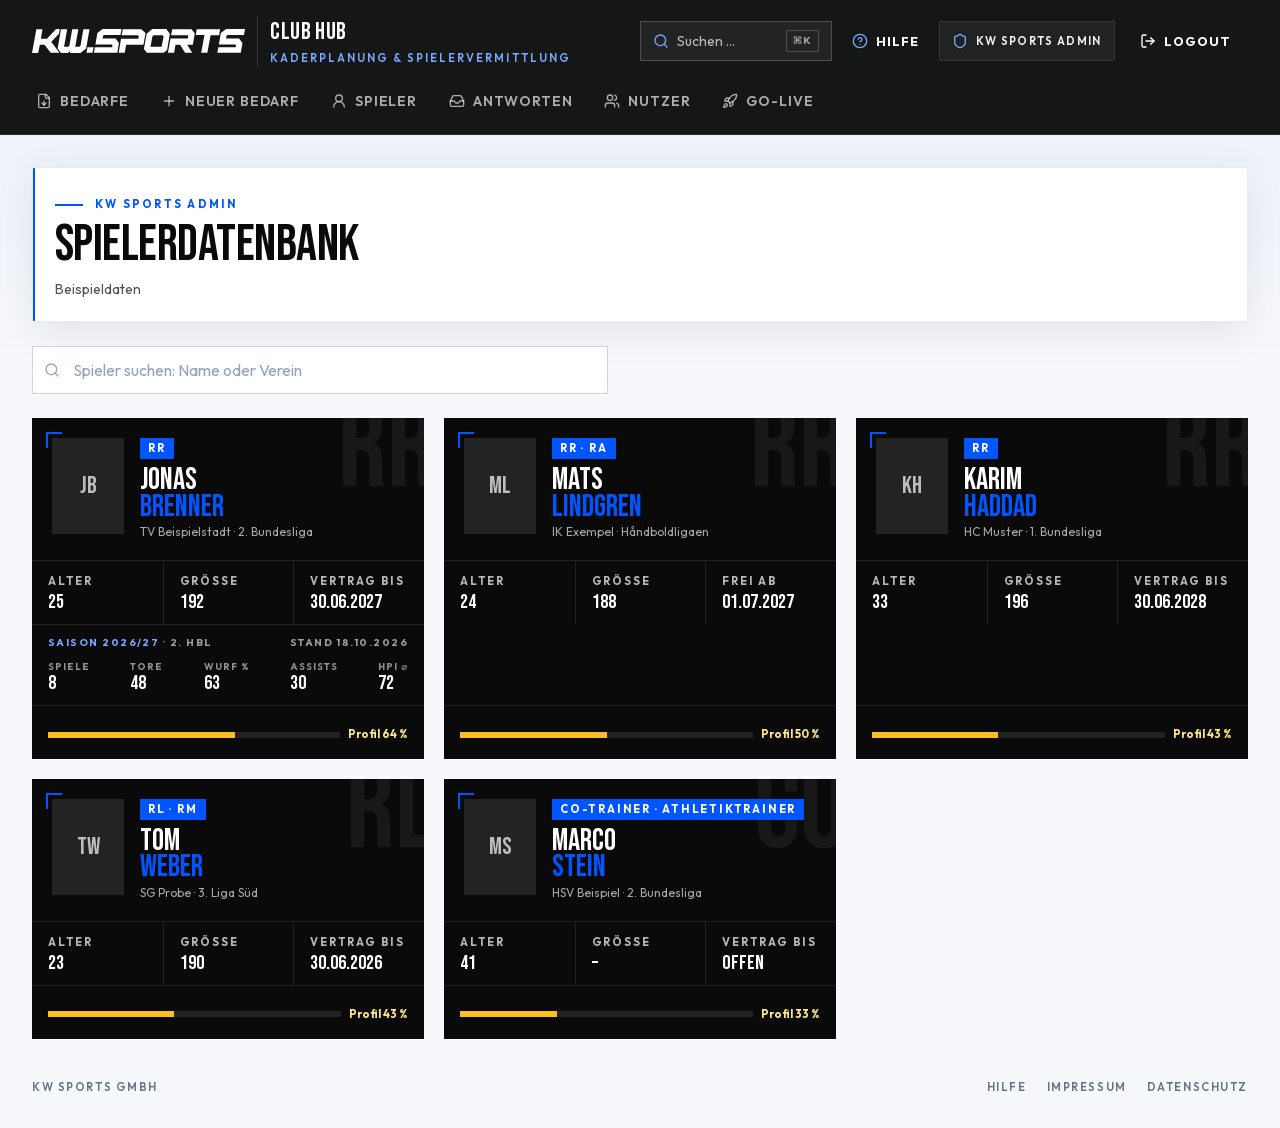 KW.SPORTS
CLUB HUB
KADERPLANUNG & SPIELERVERMITTLUNG
Suchen ...
⌘K
HILFE
KW SPORTS ADMIN
LOGOUT
BEDARFE
NEUER BEDARF
SPIELER
ANTWORTEN
NUTZER
GO-LIVE
KW SPORTS ADMIN
SPIELERDATENBANK
Beispieldaten
Spieler suchen: Name oder Verein
RR
JB
RR
JONAS
BRENNER
TV Beispielstadt · 2. Bundesliga
ALTER
25
GRÖSSE
192
VERTRAG BIS
30.06.2027
SAISON 2026/27 · 2. HBL
STAND 18.10.2026
SPIELE
8
TORE
48
WURF %
63
ASSISTS
30
HPI ⌀
72
Profil 64 %
RR
ML
RR · RA
MATS
LINDGREN
IK Exempel · Håndboldligaen
ALTER
24
GRÖSSE
188
FREI AB
01.07.2027
Profil 50 %
RR
KH
RR
KARIM
HADDAD
HC Muster · 1. Bundesliga
ALTER
33
GRÖSSE
196
VERTRAG BIS
30.06.2028
Profil 43 %
RL
TW
RL · RM
TOM
WEBER
SG Probe · 3. Liga Süd
ALTER
23
GRÖSSE
190
VERTRAG BIS
30.06.2026
Profil 43 %
CO
MS
CO-TRAINER · ATHLETIKTRAINER
MARCO
STEIN
HSV Beispiel · 2. Bundesliga
ALTER
41
GRÖSSE
–
VERTRAG BIS
OFFEN
Profil 33 %
KW SPORTS GMBH
HILFE
IMPRESSUM
DATENSCHUTZ